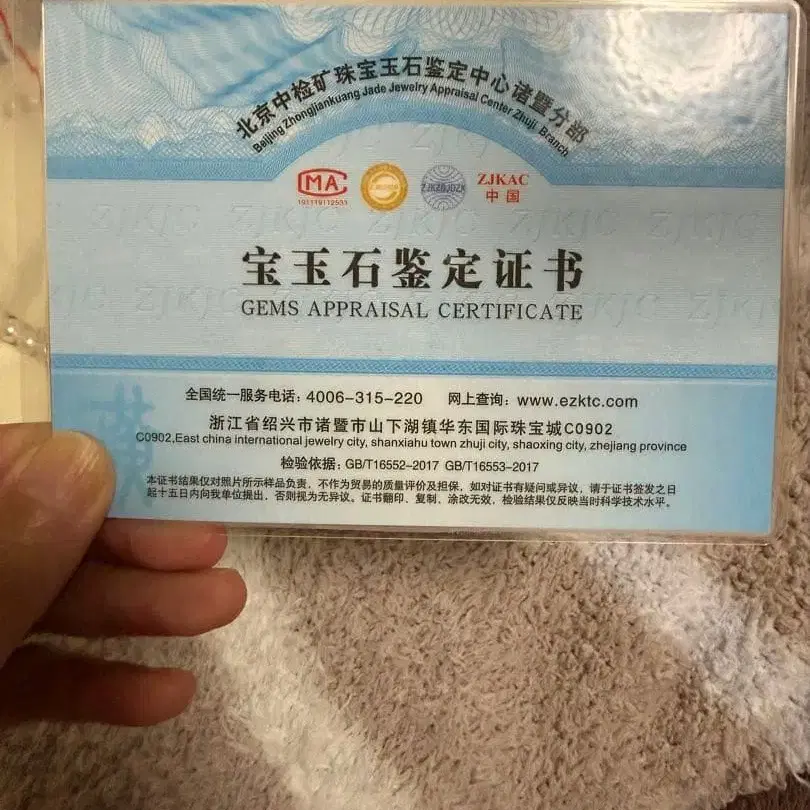 北京中检矿珠宝玉石鉴定中心诸暨分部
Beijing Zhongjiankuang Jade Jewelry Appraisal Center Zhuji Branch
MA
ZJKZBJDZX
ZJKAC
中国
宝玉石鉴定证书
GEMS APPRAISAL CERTIFICATE
全国统一服务电话：4006-315-220 网上查询：www.ezktc.com
浙江省绍兴市诸暨市山下湖镇华东国际珠宝城C0902
C0902,East china international jewelry city, shanxiahu town zhuji city, shaoxing city, zhejiang province
检验依据：GB/T16552-2017 GB/T16553-2017
本证书结果仅对照片所示样品负责，不作为贸易的质量评价及担保，如对证书有疑问或异议，请于证书签发之日
起十五日内向我单位提出，否则视为无异议。证书翻印、复制、涂改无效，检验结果仅反映当时科学技术水平。